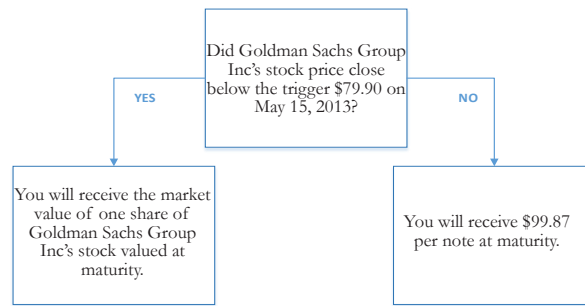 Did Goldman Sachs Group
Inc's stock price close
below the trigger $79.90 on
May 15, 2013?
YES
NO
You will receive the market
value of one share of
Goldman Sachs Group
Inc's stock valued at
maturity.
You will receive $99.87
per note at maturity.